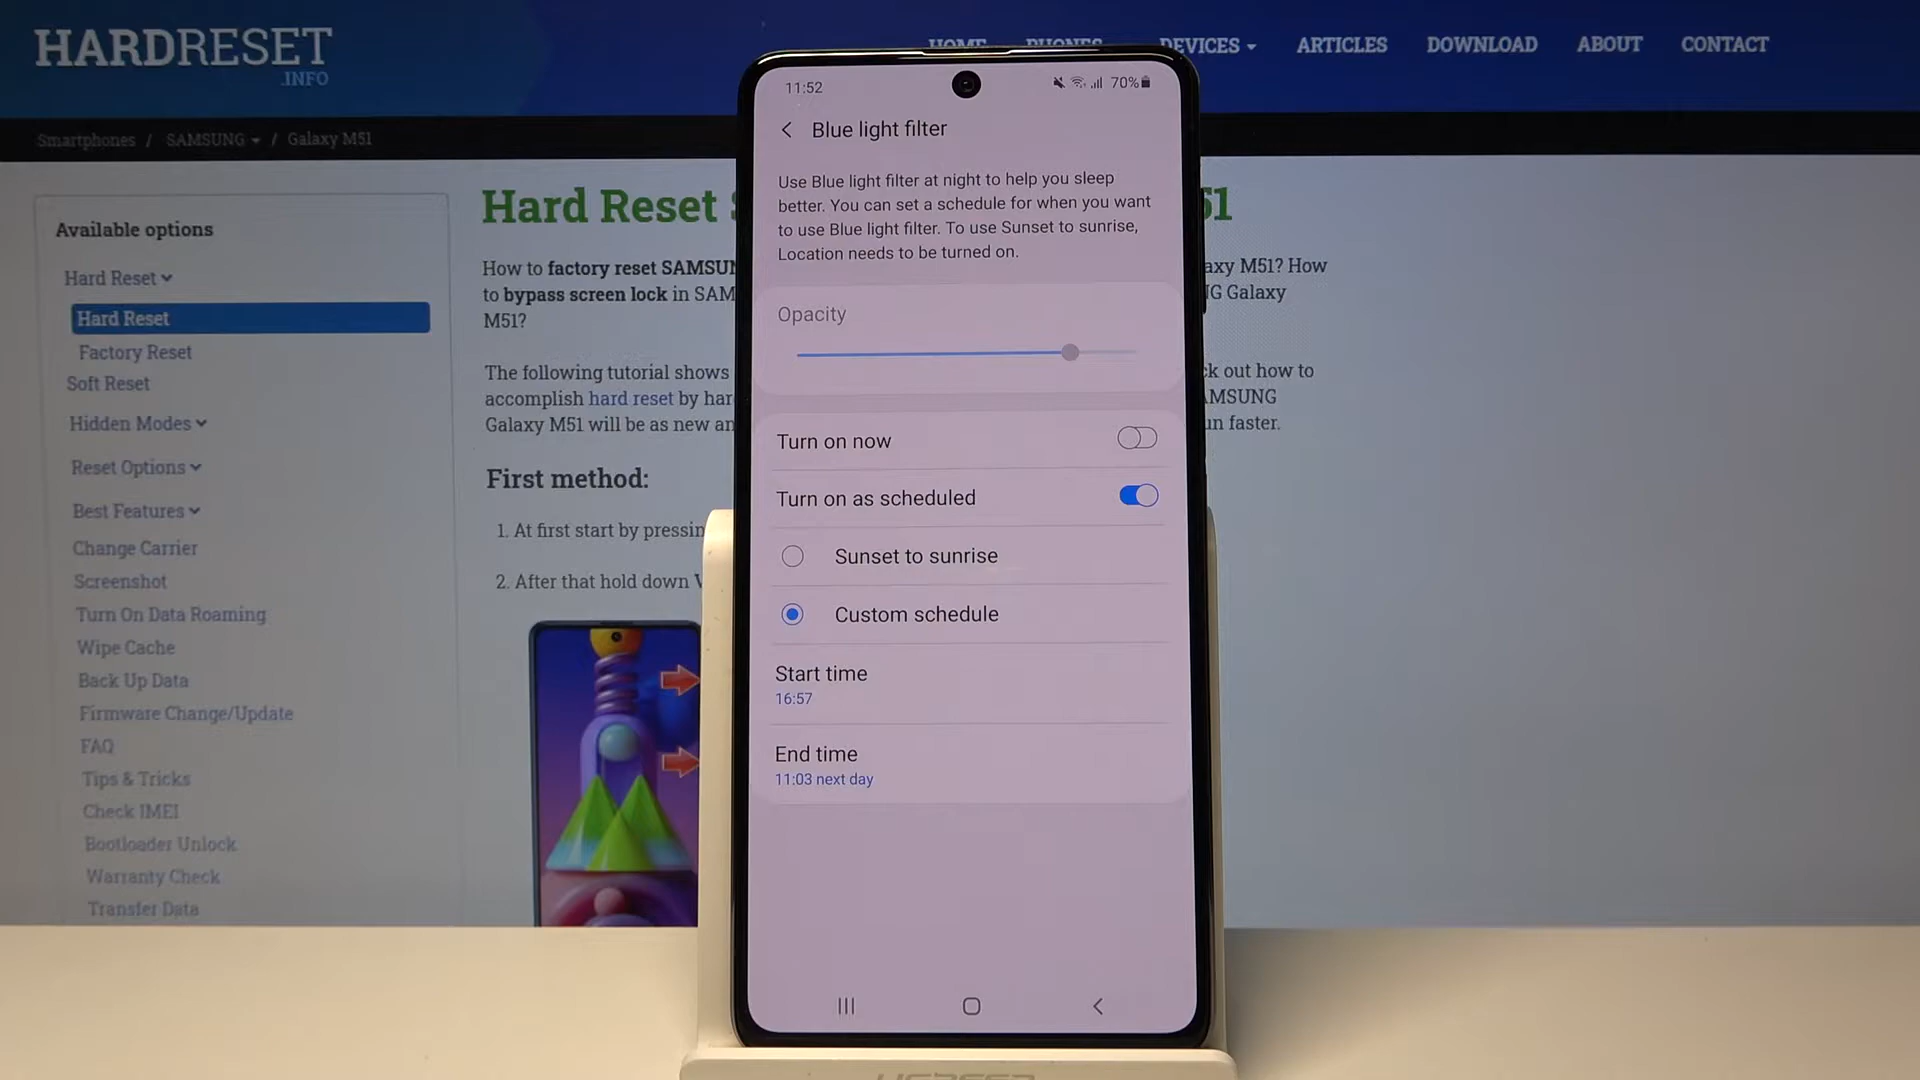 HARDRESET
.INFO
HOME PHONES DEVICES ARTICLES DOWNLOAD ABOUT CONTACT
Smartphones / SAMSUNG / Galaxy M51
Available options
Hard Reset
Hard Reset
Factory Reset
Soft Reset
Hidden Modes
Reset Options
Best Features
Change Carrier
Screenshot
Turn On Data Roaming
Wipe Cache
Back Up Data
Firmware Change/Update
FAQ
Tips & Tricks
Check IMEI
Bootloader Unlock
Warranty Check
Transfer Data
Hard Reset 51
How to factory reset SAMSU axy M51? How
to bypass screen lock in SAM G Galaxy
M51?
The following tutorial shows ck out how to
accomplish hard reset by har AMSUNG
Galaxy M51 will be as new an un faster.
First method:
1. At first start by pressin
2. After that hold down V
11:52 70%
Blue light filter
Use Blue light filter at night to help you sleep
better. You can set a schedule for when you want
to use Blue light filter. To use Sunset to sunrise,
Location needs to be turned on.
Opacity
Turn on now
Turn on as scheduled
Sunset to sunrise
Custom schedule
Start time
16:57
End time
11:03 next day